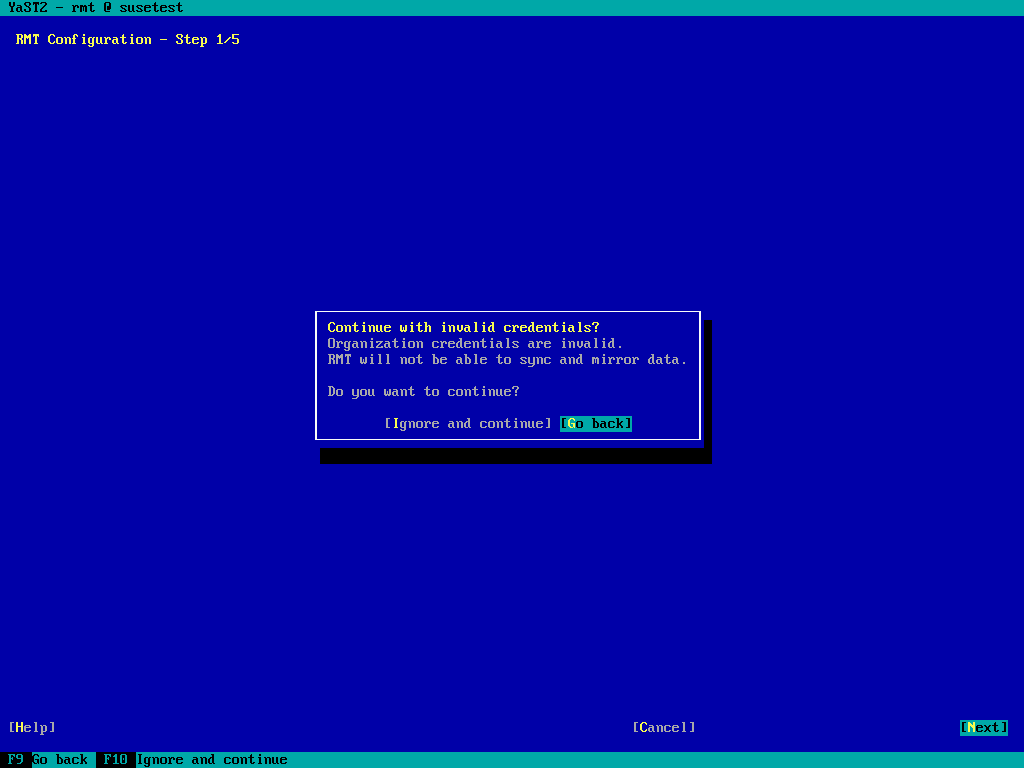 YaST2 - rmt @ susetest
RMT Configuration - Step 1/5
Continue with invalid credentials?
Organization credentials are invalid.
RMT will not be able to sync and mirror data.
Do you want to continue?
[Ignore and continue] [Go back]
[Help] [Cancel] [Next]
F9 Go back F10 Ignore and continue